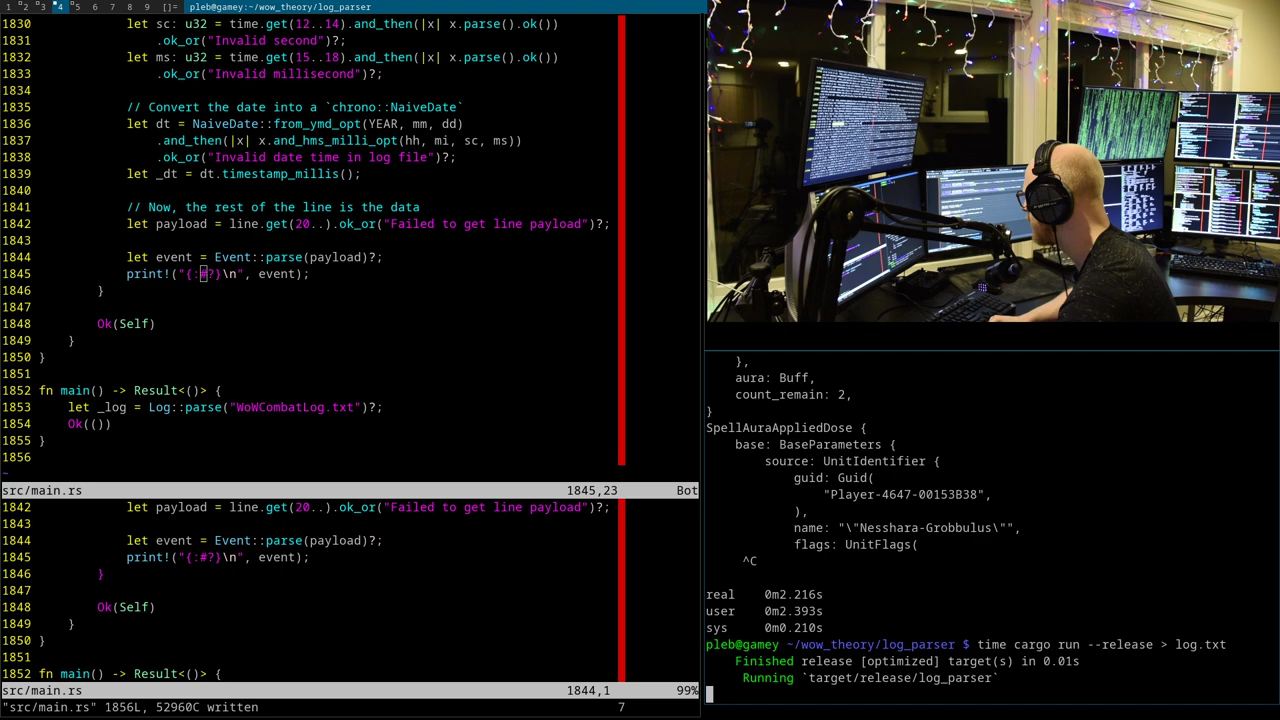 1 2 3 4 5 6 7 8 9 []= pleb@gamey:~/wow_theory/log_parser
1830 let sc: u32 = time.get(12..14).and_then(|x| x.parse().ok())
1831 .ok_or("Invalid second")?;
1832 let ms: u32 = time.get(15..18).and_then(|x| x.parse().ok())
1833 .ok_or("Invalid millisecond")?;
1834
1835 // Convert the date into a `chrono::NaiveDate`
1836 let dt = NaiveDate::from_ymd_opt(YEAR, mm, dd)
1837 .and_then(|x| x.and_hms_milli_opt(hh, mi, sc, ms))
1838 .ok_or("Invalid date time in log file")?;
1839 let _dt = dt.timestamp_millis();
1840
1841 // Now, the rest of the line is the data
1842 let payload = line.get(20..).ok_or("Failed to get line payload")?;
1843
1844 let event = Event::parse(payload)?;
1845 print!("{:#?}\n", event);
1846 }
1847
1848 Ok(Self)
1849 }
1850 }
1851
1852 fn main() -> Result<()> {
1853 let _log = Log::parse("WoWCombatLog.txt")?;
1854 Ok(())
1855 }
1856
~
src/main.rs 1845,23 Bot
1842 let payload = line.get(20..).ok_or("Failed to get line payload")?;
1843
1844 let event = Event::parse(payload)?;
1845 print!("{:#?}\n", event);
1846 }
1847
1848 Ok(Self)
1849 }
1850 }
1851
1852 fn main() -> Result<()> {
src/main.rs 1844,1 99%
"src/main.rs" 1856L, 52960C written 7
},
aura: Buff,
count_remain: 2,
}
SpellAuraAppliedDose {
base: BaseParameters {
source: UnitIdentifier {
guid: Guid(
"Player-4647-00153B38",
),
name: "\"Nesshara-Grobbulus\"",
flags: UnitFlags(
^C
real 0m2.216s
user 0m2.393s
sys 0m0.210s
pleb@gamey ~/wow_theory/log_parser $ time cargo run --release > log.txt
Finished release [optimized] target(s) in 0.01s
Running `target/release/log_parser`